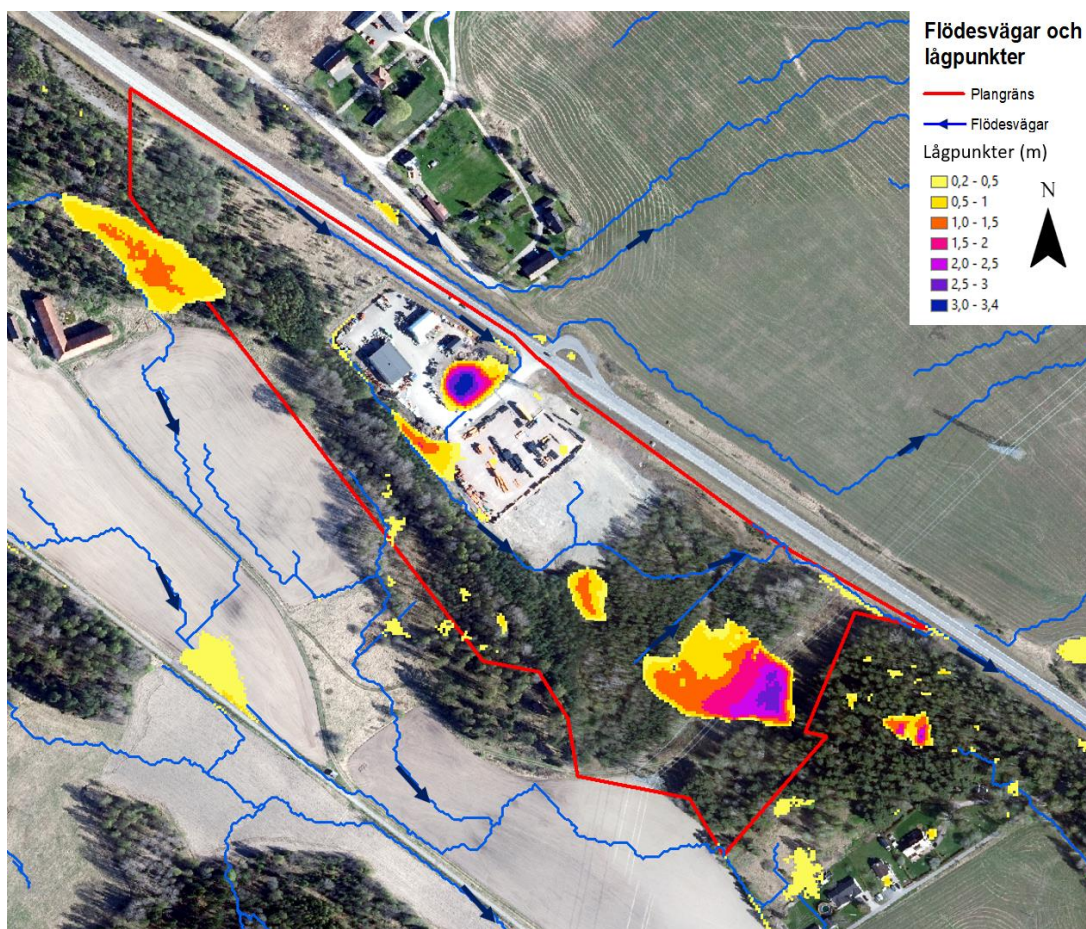 Flödesvägar och
lågpunkter
Plangräns
Flödesvägar
Lågpunkter (m)
0,2 - 0,5
0,5 - 1
1,0 - 1,5
1,5 - 2
2,0 - 2,5
2,5 - 3
3,0 - 3,4
N